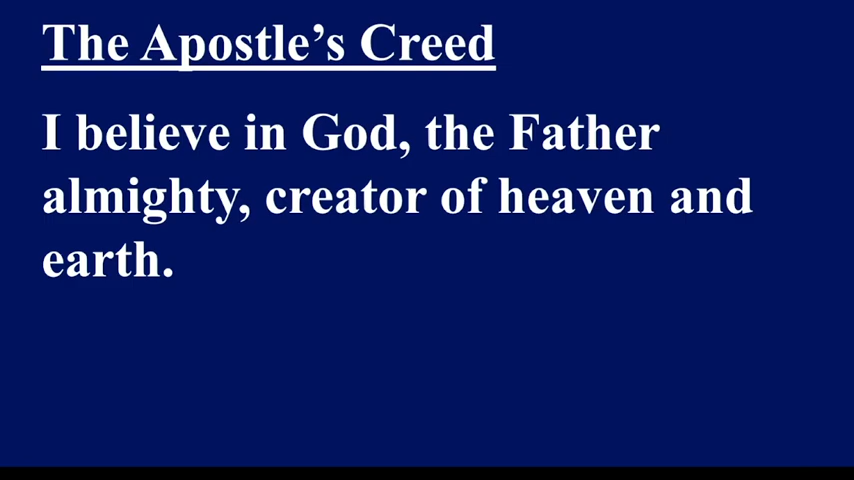 The Apostle’s Creed
I believe in God, the Father
almighty, creator of heaven and
earth.